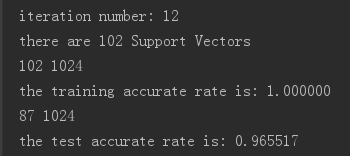 iteration number: 12
there are 102 Support Vectors
102 1024
the training accurate rate is: 1.000000
87 1024
the test accurate rate is: 0.965517